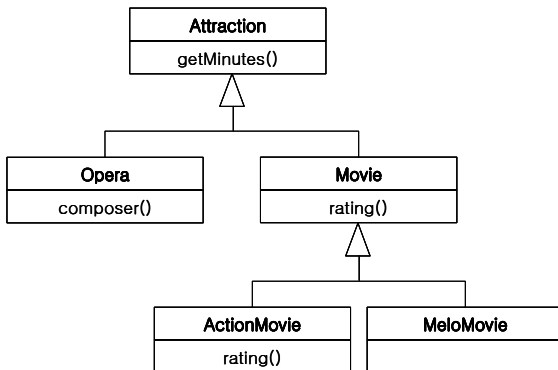 Attraction
getMinutes()
Opera
composer()
Movie
rating()
ActionMovie
rating()
MeloMovie